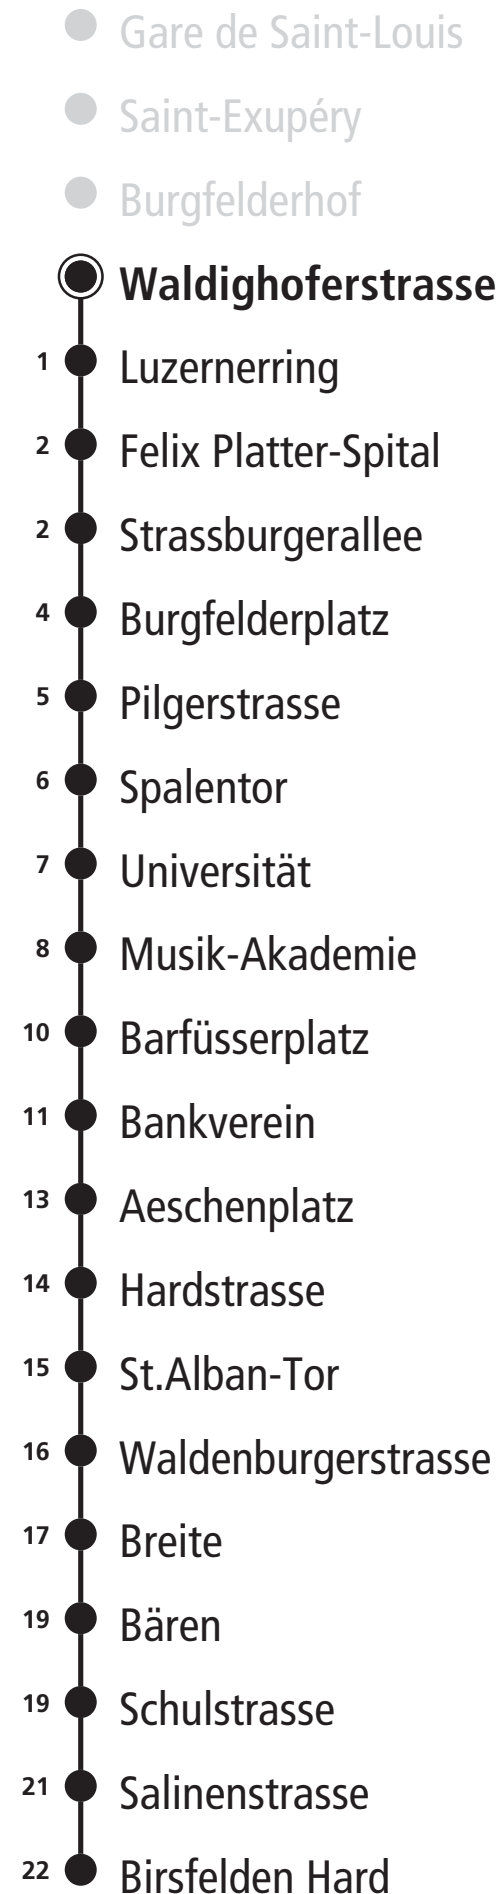 Gare de Saint-Louis
Saint-Exupéry
Burgfelderhof
Waldighoferstrasse
1 Luzernerring
2 Felix Platter-Spital
2 Strassburgerallee
4 Burgfelderplatz
5 Pilgerstrasse
6 Spalentor
7 Universität
8 Musik-Akademie
10 Barfüsserplatz
11 Bankverein
13 Aeschenplatz
14 Hardstrasse
15 St.Alban-Tor
16 Waldenburgerstrasse
17 Breite
19 Bären
19 Schulstrasse
21 Salinenstrasse
22 Birsfelden Hard